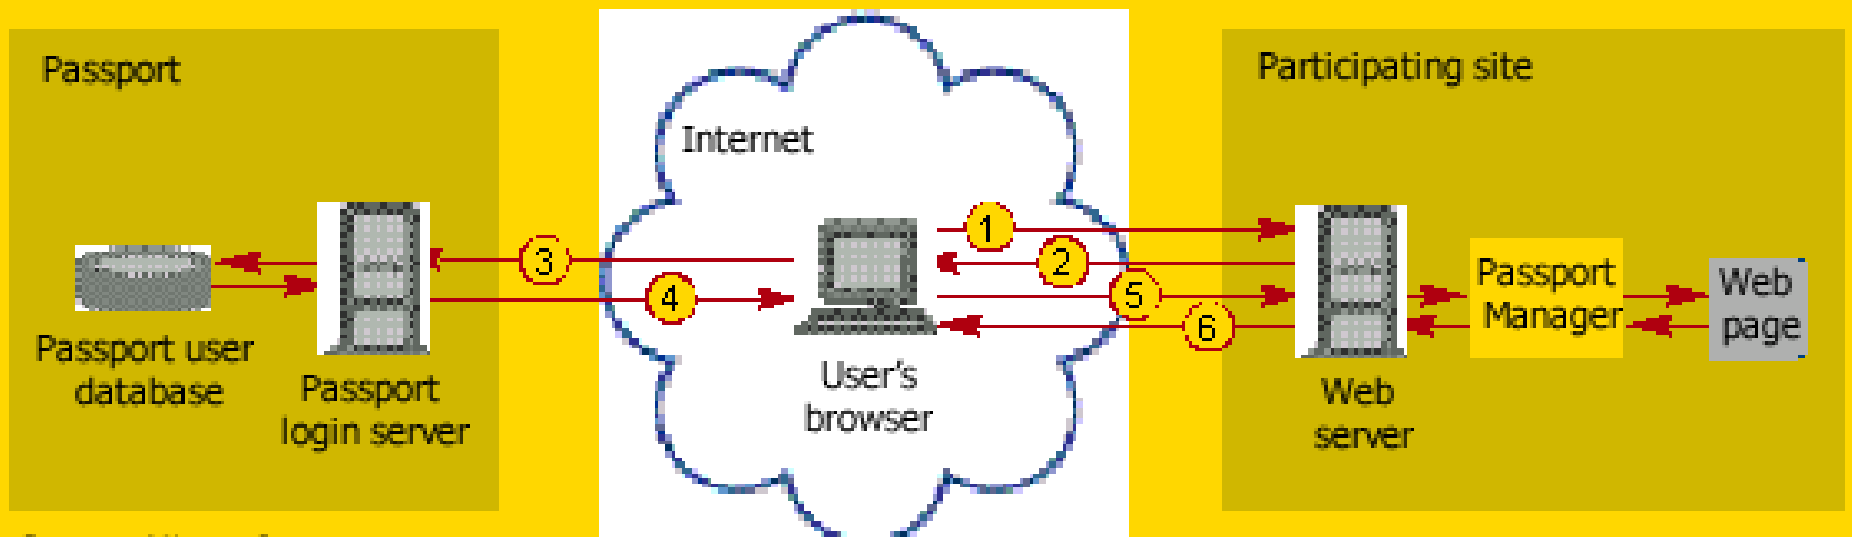 Passport
Participating site
Internet
1
2
3
4
5
6
Passport user
database
Passport
login server
User's
browser
Web
server
Passport
Manager
Web
page